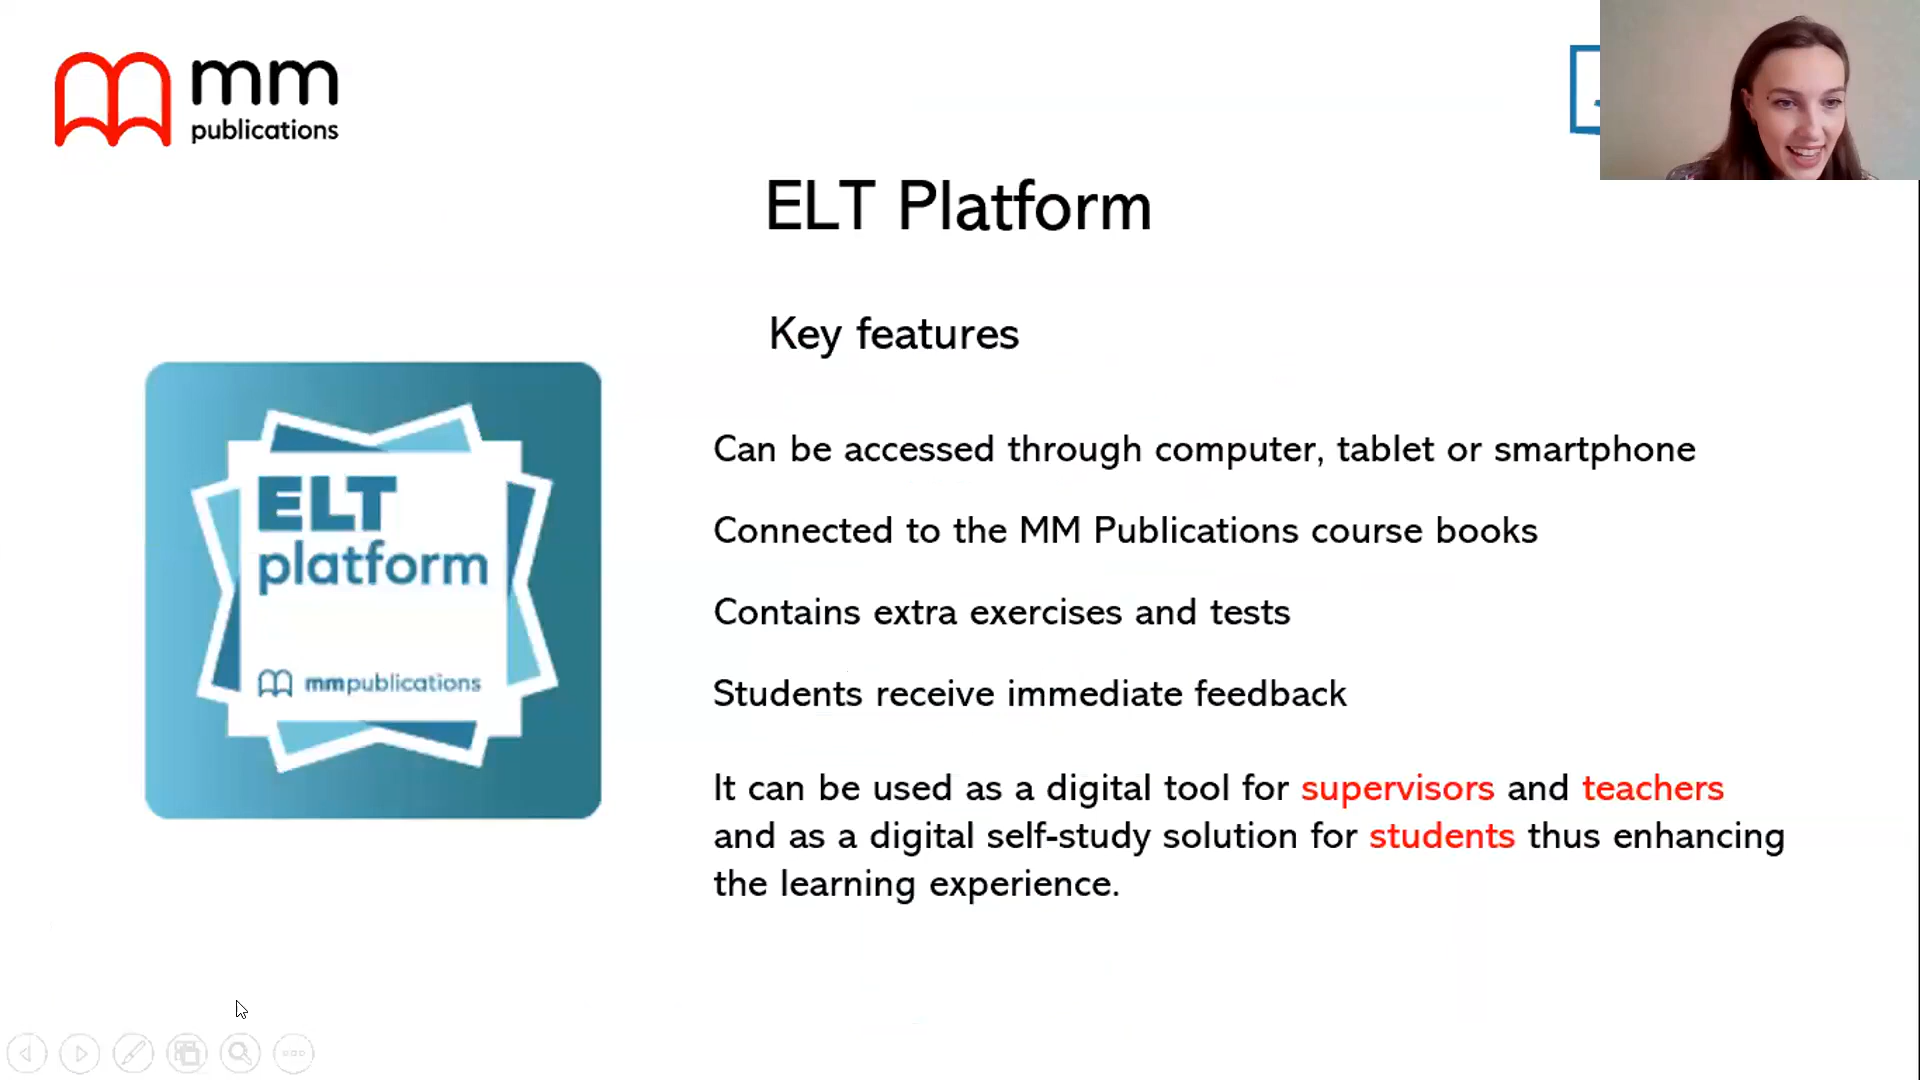 mm
publications
ELT Platform
Key features
ELT
platform
mmpublications
Can be accessed through computer, tablet or smartphone
Connected to the MM Publications course books
Contains extra exercises and tests
Students receive immediate feedback
It can be used as a digital tool for supervisors and teachers
and as a digital self-study solution for students thus enhancing
the learning experience.